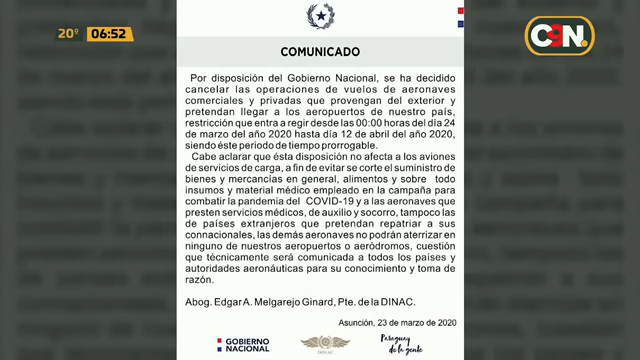 20º 06:52
C9N.
COMUNICADO
Por disposición del Gobierno Nacional, se ha decidido
cancelar las operaciones de vuelos de aeronaves
comerciales y privadas que provengan del exterior y
pretendan llegar a los aeropuertos de nuestro país,
restricción que entra a regir desde las 00:00 horas del día 24
de marzo del año 2020 hasta día 12 de abril del año 2020,
siendo éste periodo de tiempo prorrogable.
Cabe aclarar que ésta disposición no afecta a los aviones
de servicios de carga, a fin de evitar se corte el suministro de
bienes y mercancías en general, alimentos y sobre todo
insumos y material médico empleado en la campaña para
combatir la pandemia del COVID-19 y a las aeronaves que
presten servicios médicos, de auxilio y socorro, tampoco las
de países extranjeros que pretendan repatriar a sus
connacionales, las demás aeronaves no podrán aterrizar en
ninguno de nuestros aeropuertos o aeródromos, cuestión
que técnicamente será comunicada a todos los países y
autoridades aeronáuticas para su conocimiento y toma de
razón.
Abog. Edgar A. Melgarejo Ginard, Pte. de la DINAC.
Asunción, 23 de marzo de 2020
GOBIERNO
NACIONAL
DINAC
Paraguay
de la gente